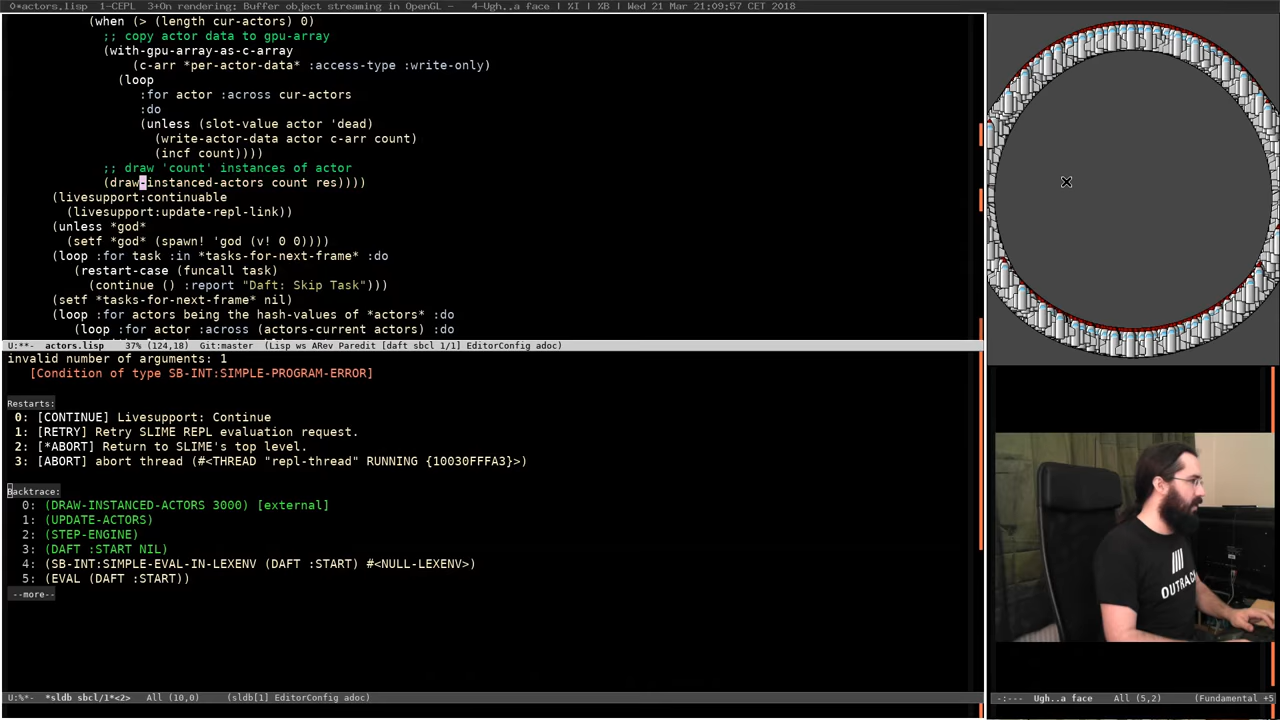 0*actors.lisp  1-CEPL  3+On rendering: Buffer object streaming in OpenGL -  4-Ugh..a face | %I | %B | Wed 21 Mar 21:09:57 CET 2018
(when (> (length cur-actors) 0)
;; copy actor data to gpu-array
(with-gpu-array-as-c-array
(c-arr *per-actor-data* :access-type :write-only)
(loop
:for actor :across cur-actors
:do
(unless (slot-value actor 'dead)
(write-actor-data actor c-arr count)
(incf count))))
;; draw 'count' instances of actor
(draw-instanced-actors count res))))
(livesupport:continuable
(livesupport:update-repl-link))
(unless *god*
(setf *god* (spawn! 'god (v! 0 0))))
(loop :for task :in *tasks-for-next-frame* :do
(restart-case (funcall task)
(continue () :report "Daft: Skip Task")))
(setf *tasks-for-next-frame* nil)
(loop :for actors being the hash-values of *actors* :do
(loop :for actor :across (actors-current actors) :do
U:**-  actors.lisp   37% (124,18)  Git:master  (Lisp ws ARev Paredit [daft sbcl 1/1] EditorConfig adoc)
invalid number of arguments: 1
[Condition of type SB-INT:SIMPLE-PROGRAM-ERROR]
Restarts:
0: [CONTINUE] Livesupport: Continue
1: [RETRY] Retry SLIME REPL evaluation request.
2: [*ABORT] Return to SLIME's top level.
3: [ABORT] abort thread (#<THREAD "repl-thread" RUNNING {10030FFFA3}>)
Backtrace:
0: (DRAW-INSTANCED-ACTORS 3000) [external]
1: (UPDATE-ACTORS)
2: (STEP-ENGINE)
3: (DAFT :START NIL)
4: (SB-INT:SIMPLE-EVAL-IN-LEXENV (DAFT :START) #<NULL-LEXENV>)
5: (EVAL (DAFT :START))
--more--
OUTRAC
U:%*-  *sldb sbcl/1*<2>   All (10,0)   (sldb[1] EditorConfig adoc)
-:---  Ugh..a face   All (5,2)   (Fundamental +5